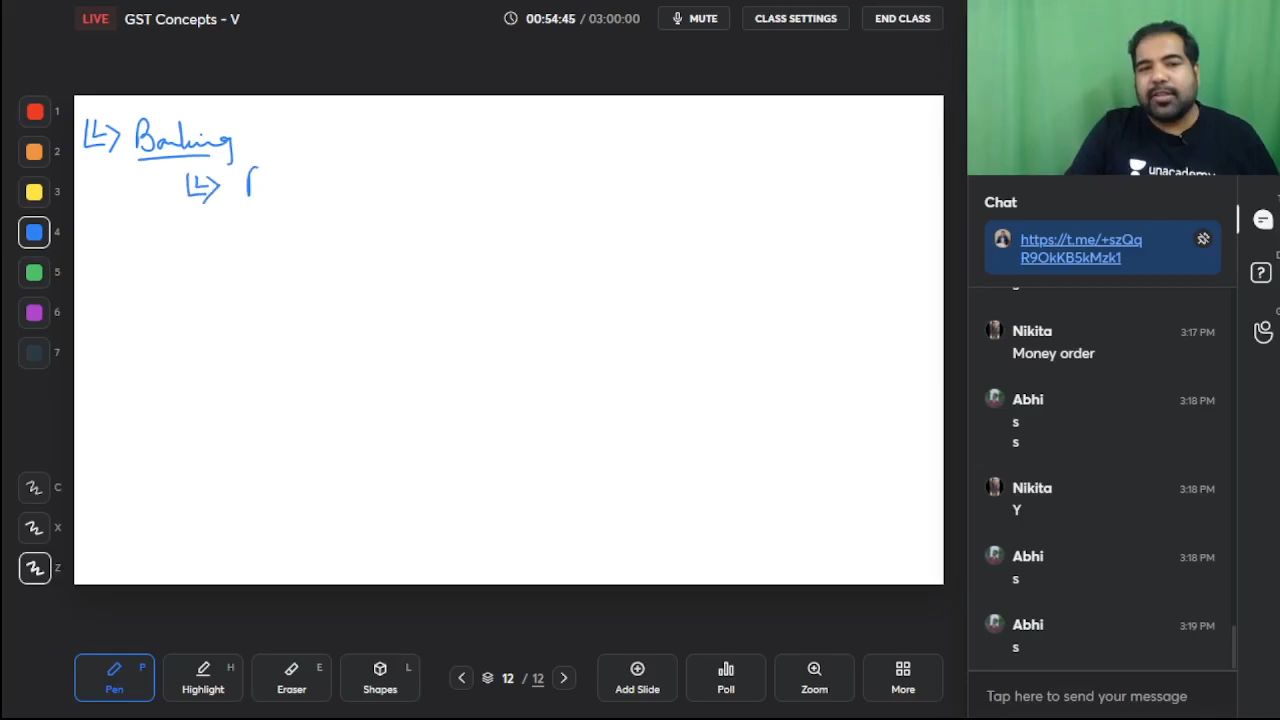 LIVE GST Concepts - V 00:54:45 / 03:00:00 MUTE CLASS SETTINGS END CLASS
unacademy
1
2
3
4
5
6
7
C
X
Z
Banking
Chat
https://t.me/+szQq
R9OkKB5kMzk1
Nikita 3:17 PM
Money order
Abhi 3:18 PM
s
s
Nikita 3:18 PM
Y
Abhi 3:18 PM
s
Abhi 3:19 PM
s
Tap here to send your message
P H E L
Pen Highlight Eraser Shapes 12 / 12 Add Slide Poll Zoom More